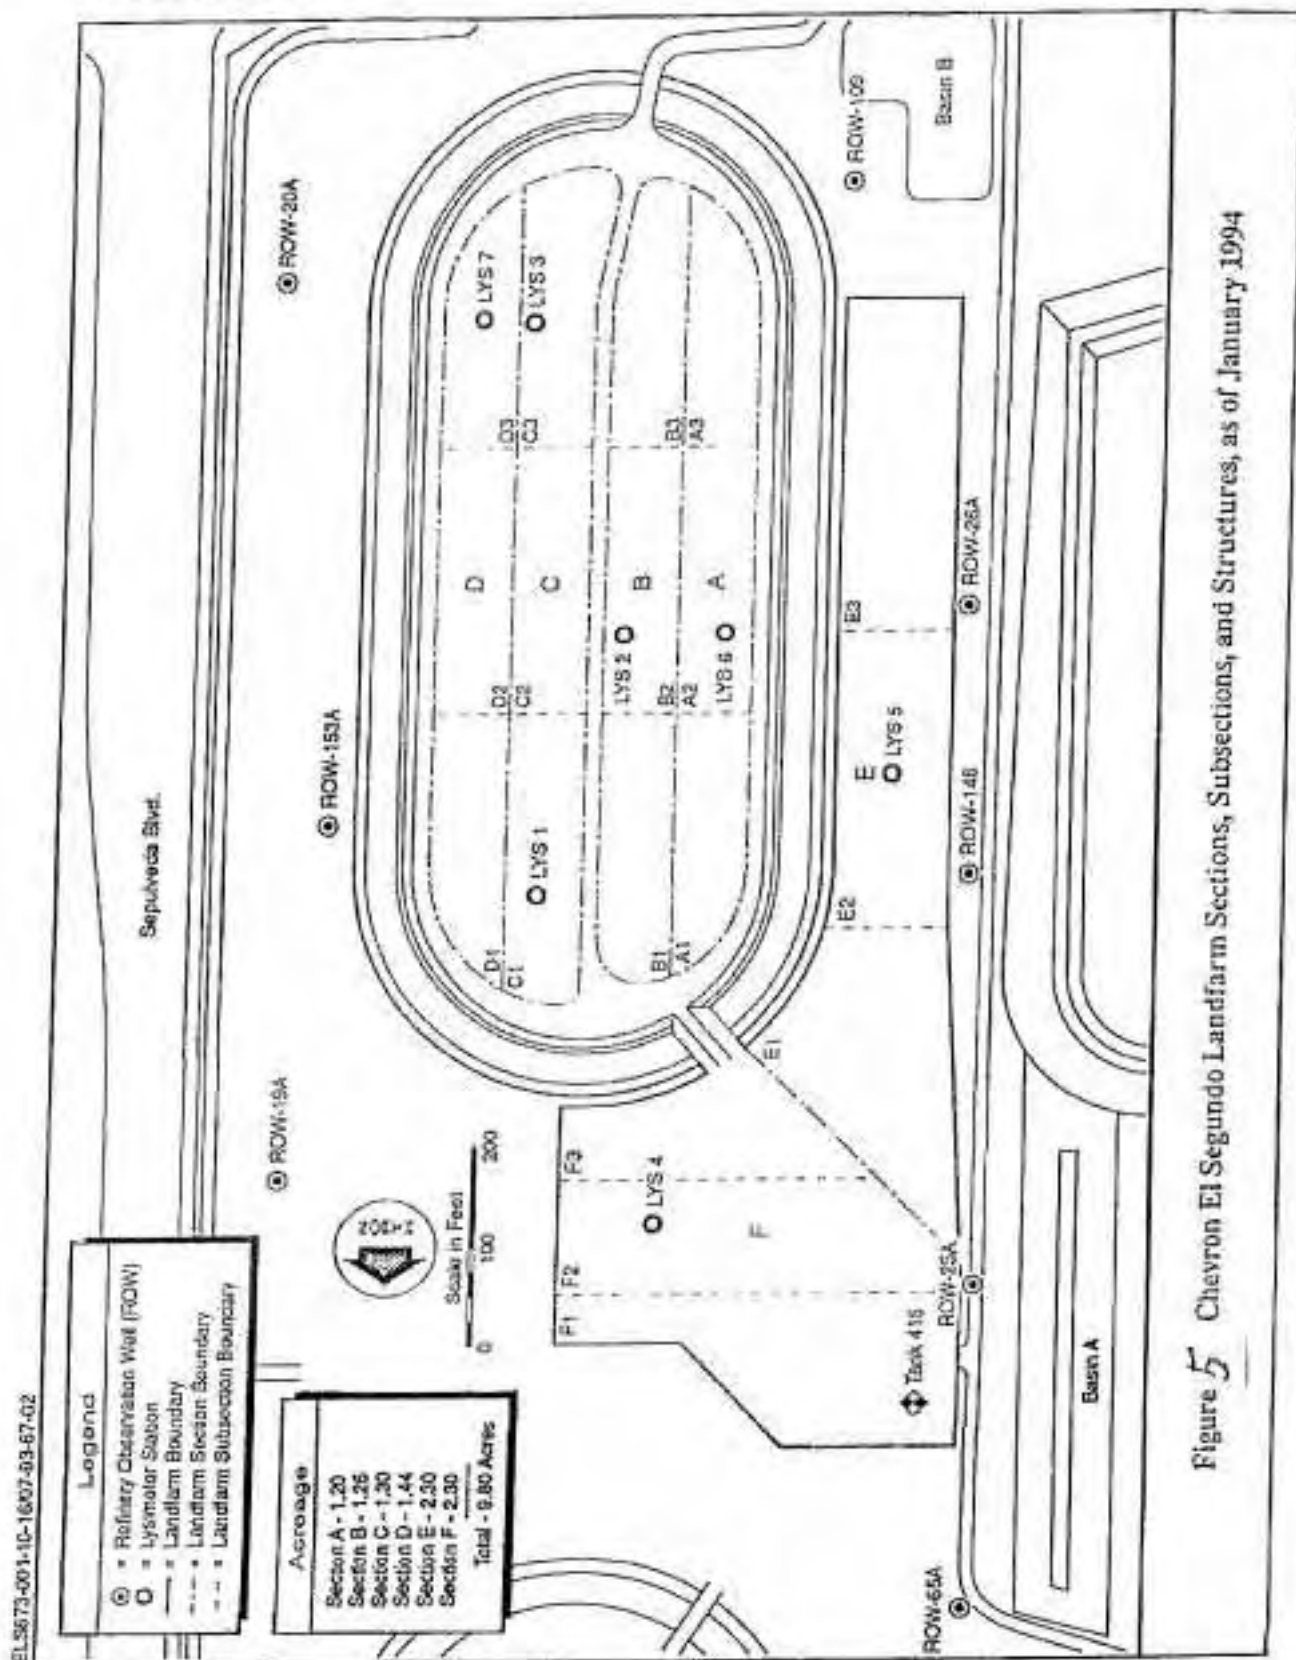 ELS673-001-10-16/07-93-67-02
Legend
= Refinery Observation Well (ROW)
= Lysimeter Station
= Landfarm Boundary
= Landfarm Section Boundary
= Landfarm Subsection Boundary
Acreage
Section A - 1.20
Section B - 1.26
Section C - 1.30
Section D - 1.44
Section E - 2.30
Section F - 2.30
Total - 9.80 Acres
Sepulveda Blvd.
NORTH
Scale in Feet
0 100 200
ROW-19A
ROW-153A
ROW-20A
D1
C1
D2
C2
D3
C3
LYS 1
LYS 7
LYS 3
D
C
B
A
LYS 2
LYS 6
B1
A1
B2
A2
B3
A3
F1
F2
F3
LYS 4
F
E1
E2
E3
E
LYS 5
ROW-109
Basin B
Tank 415
ROW-25A
ROW-148
ROW-26A
ROW-65A
Basin A
Figure 5 Chevron El Segundo Landfarm Sections, Subsections, and Structures, as of January 1994